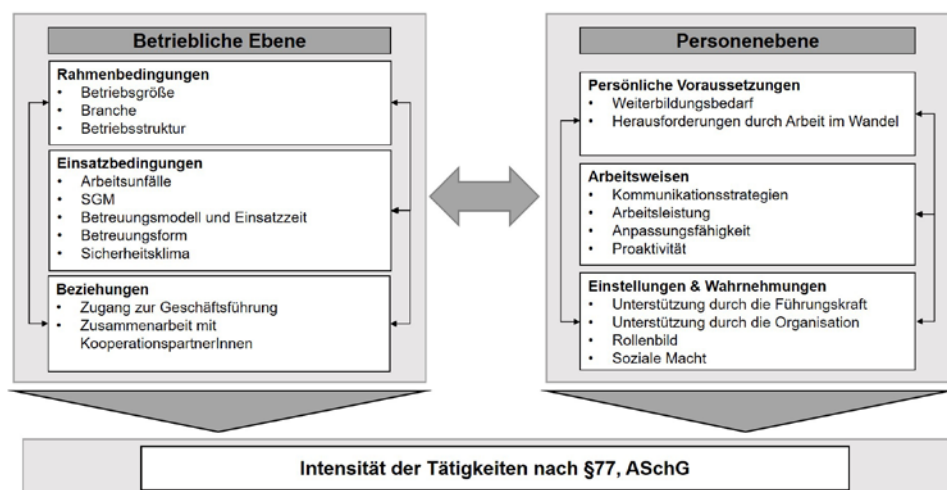 Betriebliche Ebene
Rahmenbedingungen
• Betriebsgröße
• Branche
• Betriebsstruktur
Einsatzbedingungen
• Arbeitsunfälle
• SGM
• Betreuungsmodell und Einsatzzeit
• Betreuungsform
• Sicherheitsklima
Beziehungen
• Zugang zur Geschäftsführung
• Zusammenarbeit mit
KooperationspartnerInnen
Personenebene
Persönliche Voraussetzungen
• Weiterbildungsbedarf
• Herausforderungen durch Arbeit im Wandel
Arbeitsweisen
• Kommunikationsstrategien
• Arbeitsleistung
• Anpassungsfähigkeit
• Proaktivität
Einstellungen & Wahrnehmungen
• Unterstützung durch die Führungskraft
• Unterstützung durch die Organisation
• Rollenbild
• Soziale Macht
Intensität der Tätigkeiten nach §77, ASchG